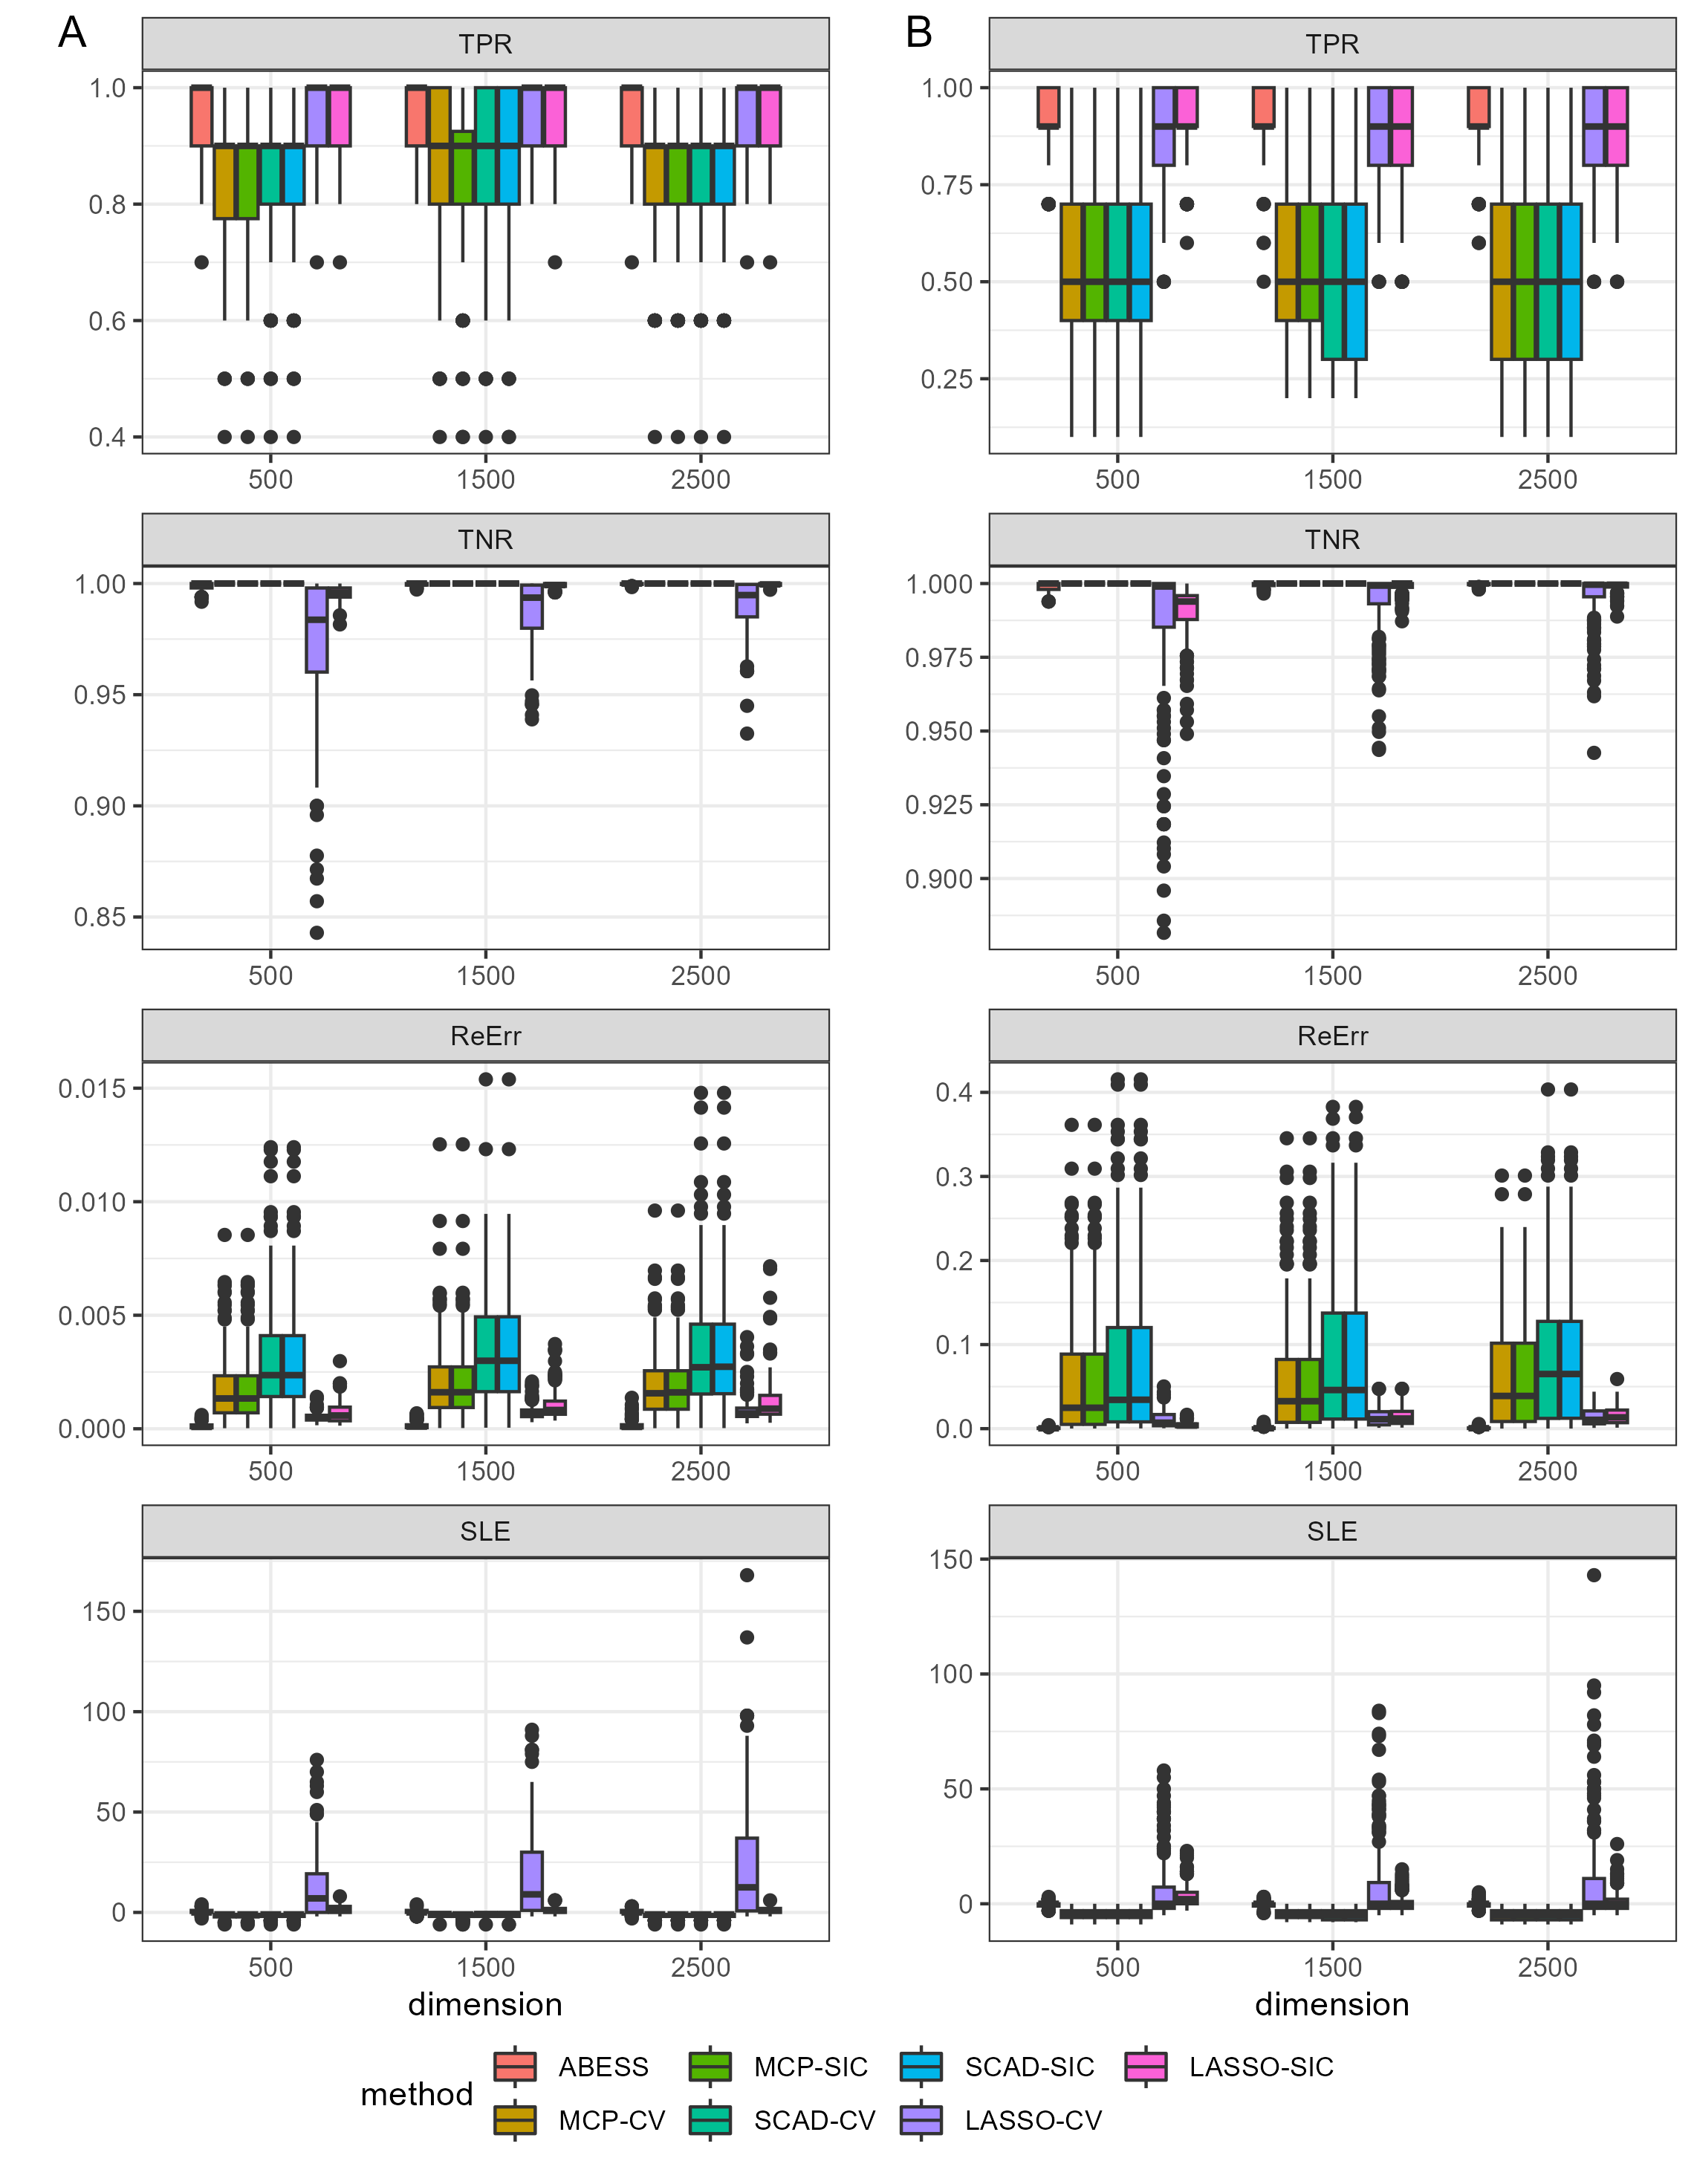 A
TPR
1.0
0.8
0.6
0.4
500 1500 2500
TNR
1.00
0.95
0.90
0.85
500 1500 2500
ReErr
0.015
0.010
0.005
0.000
500 1500 2500
SLE
150
100
50
0
500 1500 2500
dimension
B
TPR
1.00
0.75
0.50
0.25
500 1500 2500
TNR
1.000
0.975
0.950
0.925
0.900
500 1500 2500
ReErr
0.4
0.3
0.2
0.1
0.0
500 1500 2500
SLE
150
100
50
0
500 1500 2500
dimension
method
ABESS MCP-SIC SCAD-SIC LASSO-SIC
MCP-CV SCAD-CV LASSO-CV